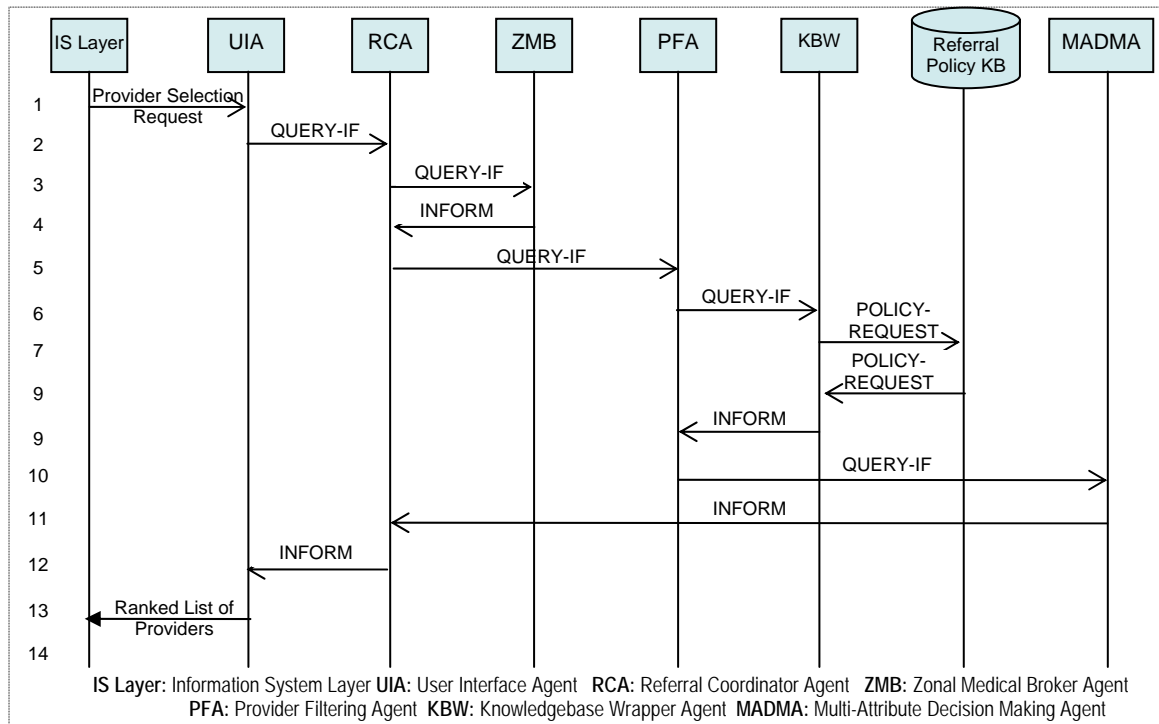 IS Layer UIA RCA ZMB PFA KBW Referral Policy KB MADMA
1 Provider Selection Request
2 QUERY-IF
3 QUERY-IF
4 INFORM
5 QUERY-IF
6 QUERY-IF
7 POLICY-REQUEST
9 POLICY-REQUEST
9 INFORM
10 QUERY-IF
11 INFORM
12 INFORM
13 Ranked List of Providers
14
IS Layer: Information System Layer UIA: User Interface Agent RCA: Referral Coordinator Agent ZMB: Zonal Medical Broker Agent
PFA: Provider Filtering Agent KBW: Knowledgebase Wrapper Agent MADMA: Multi-Attribute Decision Making Agent